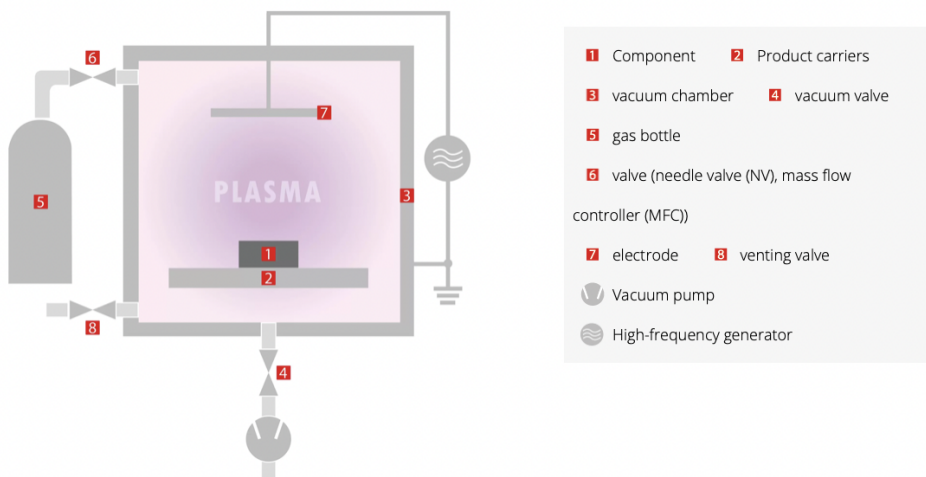 6
7
PLASMA
5
3
1
2
8
4
1 Component 2 Product carriers
3 vacuum chamber 4 vacuum valve
5 gas bottle
6 valve (needle valve (NV), mass flow
controller (MFC))
7 electrode 8 venting valve
Vacuum pump
High-frequency generator